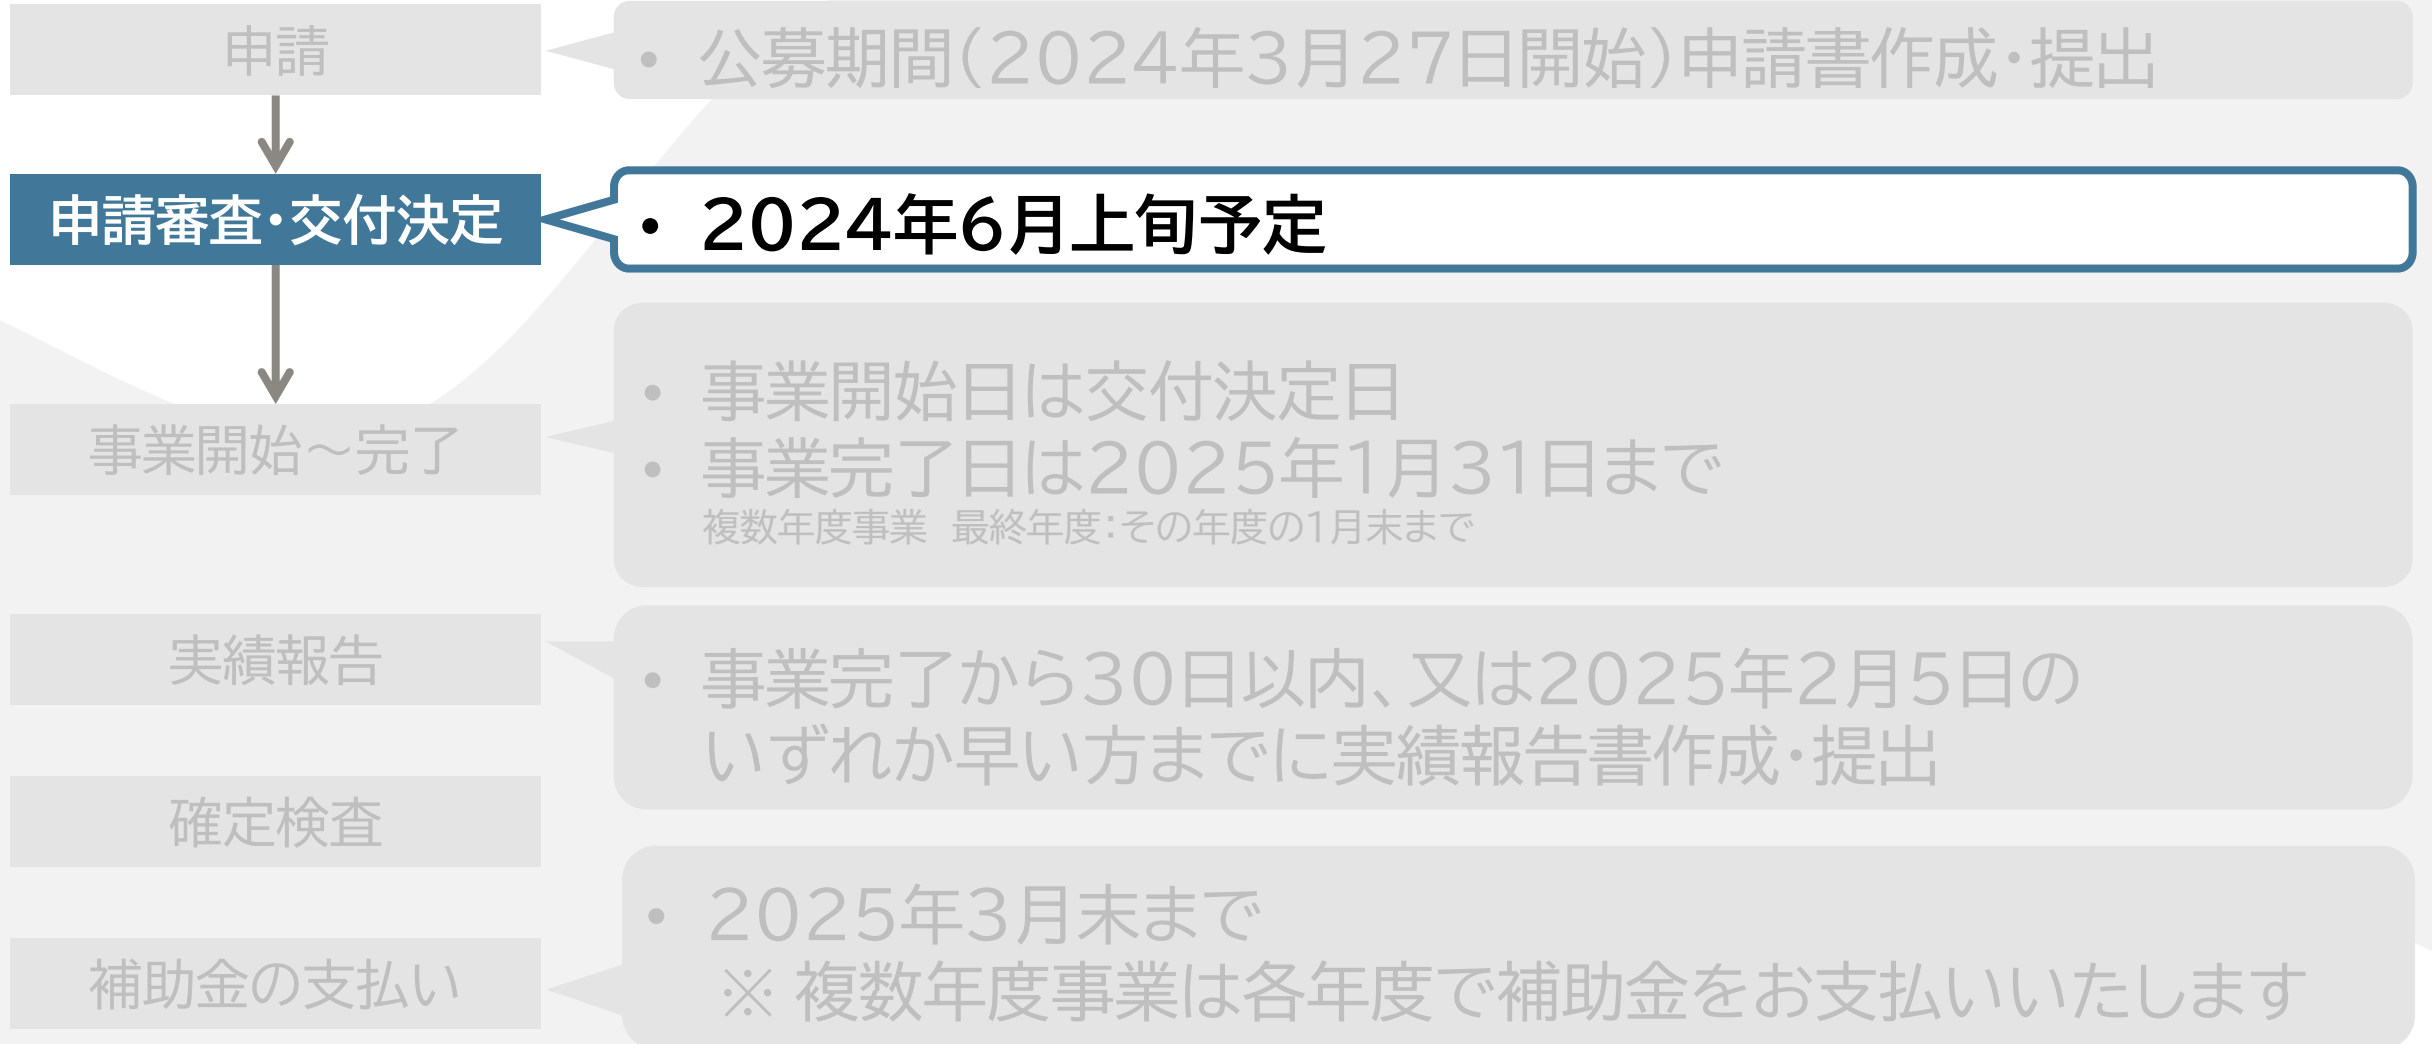 申請
• 公募期間(2024年3月27日開始)申請書作成・提出
申請審査・交付決定
• 2024年6月上旬予定
事業開始～完了
• 事業開始日は交付決定日
• 事業完了日は2025年1月31日まで
複数年度事業　最終年度：その年度の1月末まで
実績報告
• 事業完了から30日以内、又は2025年2月5日の
いずれか早い方までに実績報告書作成・提出
確定検査
補助金の支払い
• 2025年3月末まで
※ 複数年度事業は各年度で補助金をお支払いいたします